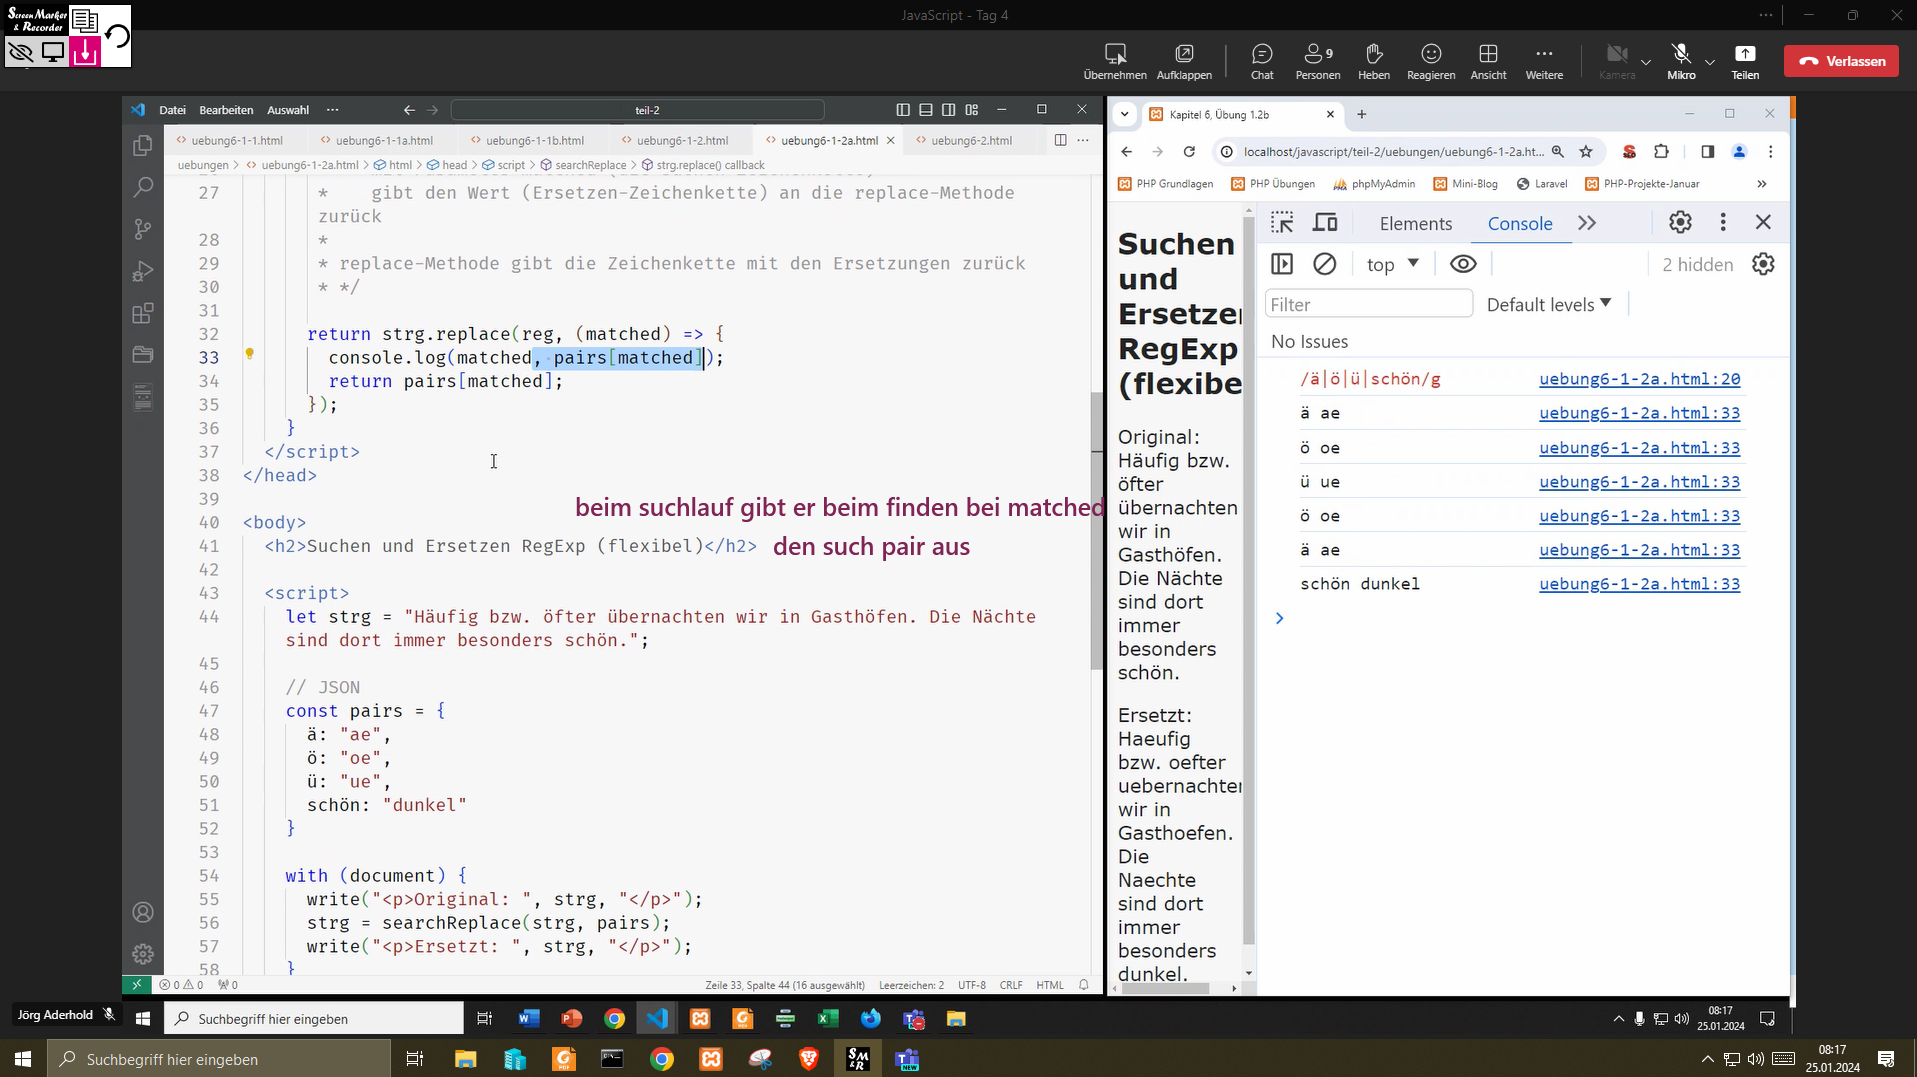 Screen Marker
& Recorder
JavaScript - Tag 4
Übernehmen
Aufklappen
Chat
9
Personen
Heben
Reagieren
Ansicht
Weitere
Kamera
Mikro
Teilen
Verlassen
Datei Bearbeiten Auswahl ···
teil-2
uebung6-1-1.html
uebung6-1-1a.html
uebung6-1-1b.html
uebung6-1-2.html
uebung6-1-2a.html
uebung6-2.html
uebungen > uebung6-1-2a.html > html > head > script > searchReplace > strg.replace() callback
27 * gibt den Wert (Ersetzen-Zeichenkette) an die replace-Methode
zurück
28 *
29 * replace-Methode gibt die Zeichenkette mit den Ersetzungen zurück
30 * */
31
32 return strg.replace(reg, (matched) => {
33 console.log(matched, pairs[matched]);
34 return pairs[matched];
35 });
36 }
37 </script>
38 </head>
39
40 <body>
41 <h2>Suchen und Ersetzen RegExp (flexibel)</h2>
42
43 <script>
44 let strg = "Häufig bzw. öfter übernachten wir in Gasthöfen. Die Nächte
sind dort immer besonders schön.";
45
46 // JSON
47 const pairs = {
48 ä: "ae",
49 ö: "oe",
50 ü: "ue",
51 schön: "dunkel"
52 }
53
54 with (document) {
55 write("<p>Original: ", strg, "</p>");
56 strg = searchReplace(strg, pairs);
57 write("<p>Ersetzt: ", strg, "</p>");
58 }
beim suchlauf gibt er beim finden bei matched
den such pair aus
0 0 0
Zeile 33, Spalte 44 (16 ausgewählt)
Leerzeichen: 2
UTF-8
CRLF
HTML
Kapitel 6, Übung 1.2b
localhost/javascript/teil-2/uebungen/uebung6-1-2a.ht...
PHP Grundlagen
PHP Übungen
phpMyAdmin
Mini-Blog
Laravel
PHP-Projekte-Januar
Suchen
und
Ersetzen
RegExp
(flexibe
Original:
Häufig bzw.
öfter
übernachten
wir in
Gasthöfen.
Die Nächte
sind dort
immer
besonders
schön.
Ersetzt:
Haeufig
bzw. oefter
uebernachten
wir in
Gasthoefen.
Die
Naechte
sind dort
immer
besonders
dunkel.
Elements
Console
top
2 hidden
Filter
Default levels
No Issues
/ä|ö|ü|schön/g uebung6-1-2a.html:20
ä ae uebung6-1-2a.html:33
ö oe uebung6-1-2a.html:33
ü ue uebung6-1-2a.html:33
ö oe uebung6-1-2a.html:33
ä ae uebung6-1-2a.html:33
schön dunkel uebung6-1-2a.html:33
Jörg Aderhold
Suchbegriff hier eingeben
08:17
25.01.2024
Suchbegriff hier eingeben
08:17
25.01.2024